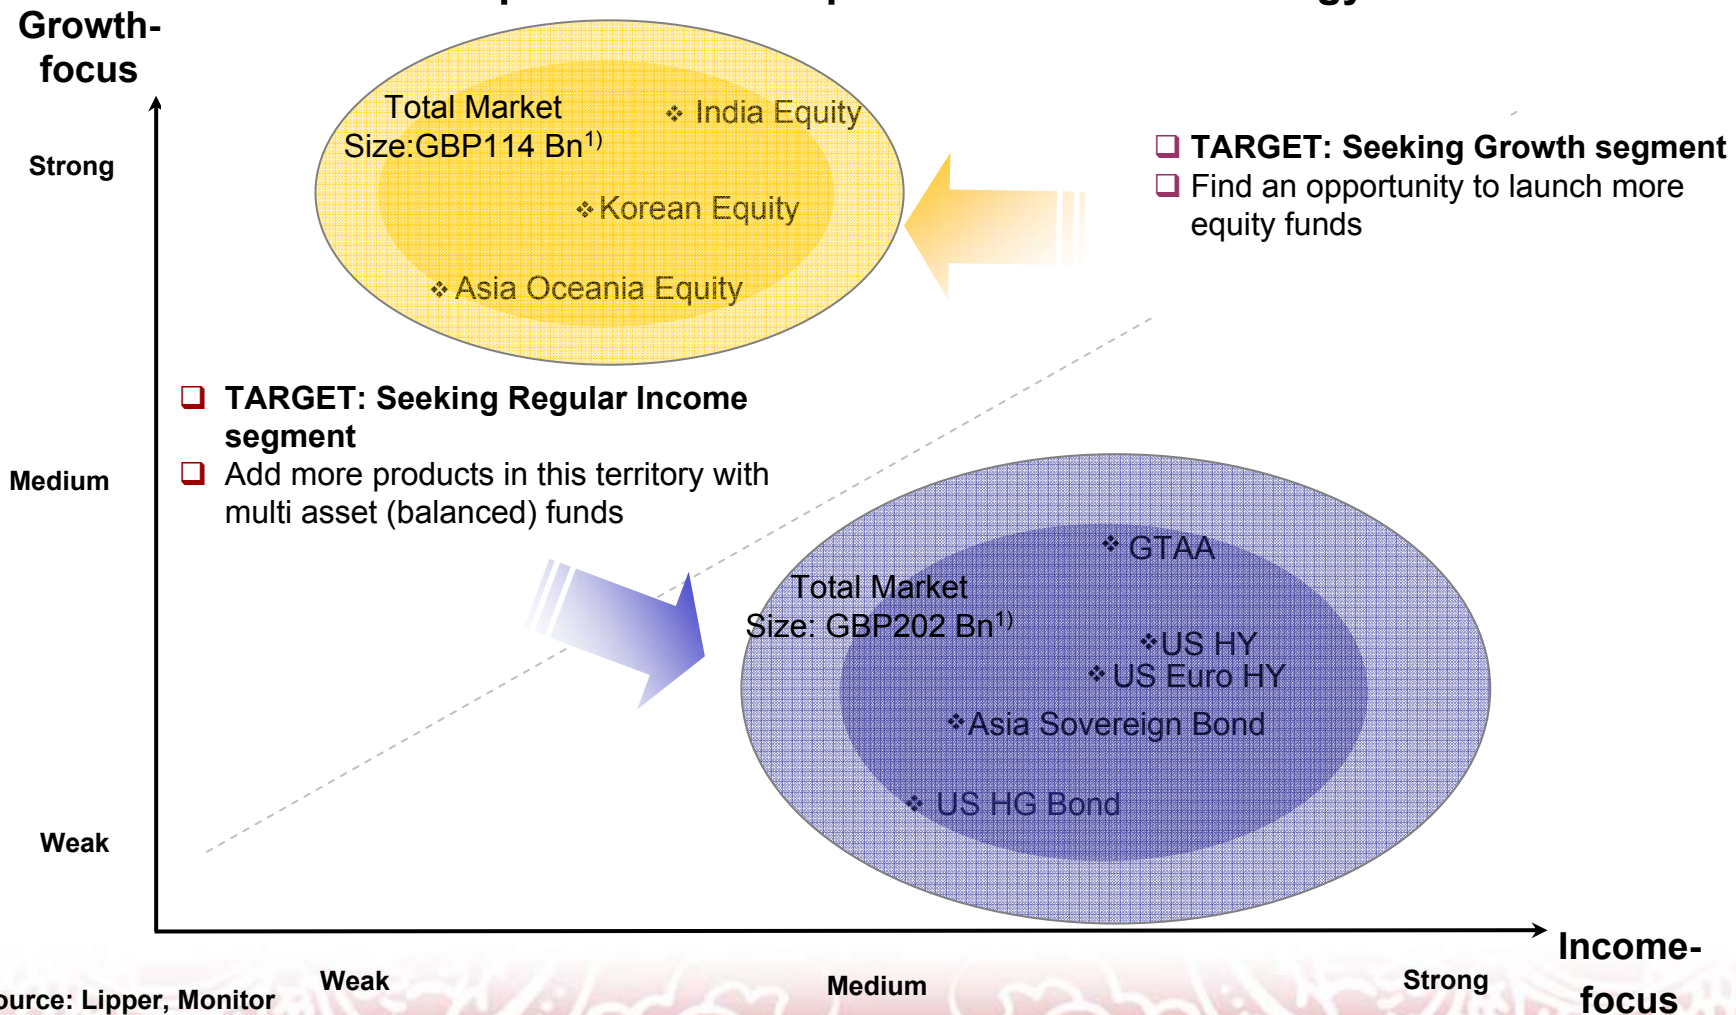 Growth-
focus
Total Market
Size:GBP114 Bn1)
❖ India Equity
❖ Korean Equity
❖ Asia Oceania Equity
Strong
❑ TARGET: Seeking Growth segment
❑ Find an opportunity to launch more
equity funds
❑ TARGET: Seeking Regular Income
segment
❑ Add more products in this territory with
multi asset (balanced) funds
Medium
❖ GTAA
Total Market
Size: GBP202 Bn1)
❖US HY
❖US Euro HY
❖Asia Sovereign Bond
❖ US HG Bond
Weak
Income-
focus
Weak
Medium
Strong
ource: Lipper, Monitor